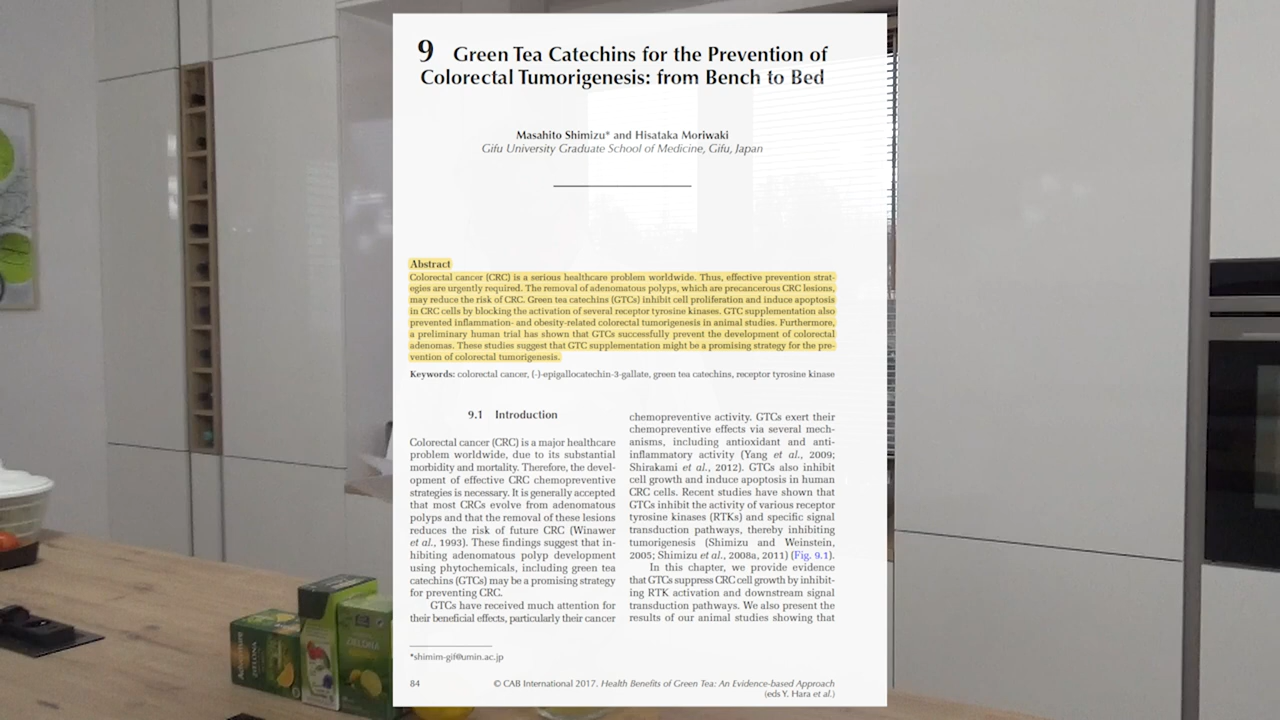 9 Green Tea Catechins for the Prevention of
Colorectal Tumorigenesis: from Bench to Bed
Masahito Shimizu* and Hisataka Moriwaki
Gifu University Graduate School of Medicine, Gifu, Japan
Abstract
Colorectal cancer (CRC) is a serious healthcare problem worldwide. Thus, effective prevention strat-
egies are urgently required. The removal of adenomatous polyps, which are precancerous CRC lesions,
may reduce the risk of CRC. Green tea catechins (GTCs) inhibit cell proliferation and induce apoptosis
in CRC cells by blocking the activation of several receptor tyrosine kinases. GTC supplementation also
prevented inflammation- and obesity-related colorectal tumorigenesis in animal studies. Furthermore,
a preliminary human trial has shown that GTCs successfully prevent the development of colorectal
adenomas. These studies suggest that GTC supplementation might be a promising strategy for the pre-
vention of colorectal tumorigenesis.
Keywords: colorectal cancer, (-)-epigallocatechin-3-gallate, green tea catechins, receptor tyrosine kinase
9.1 Introduction
Colorectal cancer (CRC) is a major healthcare
problem worldwide, due to its substantial
morbidity and mortality. Therefore, the devel-
opment of effective CRC chemopreventive
strategies is necessary. It is generally accepted
that most CRCs evolve from adenomatous
polyps and that the removal of these lesions
reduces the risk of future CRC (Winawer
et al., 1993). These findings suggest that in-
hibiting adenomatous polyp development
using phytochemicals, including green tea
catechins (GTCs) may be a promising strategy
for preventing CRC.
GTCs have received much attention for
their beneficial effects, particularly their cancer
chemopreventive activity. GTCs exert their
chemopreventive effects via several mech-
anisms, including antioxidant and anti-
inflammatory activity (Yang et al., 2009;
Shirakami et al., 2012). GTCs also inhibit
cell growth and induce apoptosis in human
CRC cells. Recent studies have shown that
GTCs inhibit the activity of various receptor
tyrosine kinases (RTKs) and specific signal
transduction pathways, thereby inhibiting
tumorigenesis (Shimizu and Weinstein,
2005; Shimizu et al., 2008a, 2011) (Fig. 9.1).
In this chapter, we provide evidence
that GTCs suppress CRC cell growth by inhibit-
ing RTK activation and downstream signal
transduction pathways. We also present the
results of our animal studies showing that
*shimim-gif@umin.ac.jp
84
© CAB International 2017. Health Benefits of Green Tea: An Evidence-based Approach
(eds Y. Hara et al.)
ZIELONA